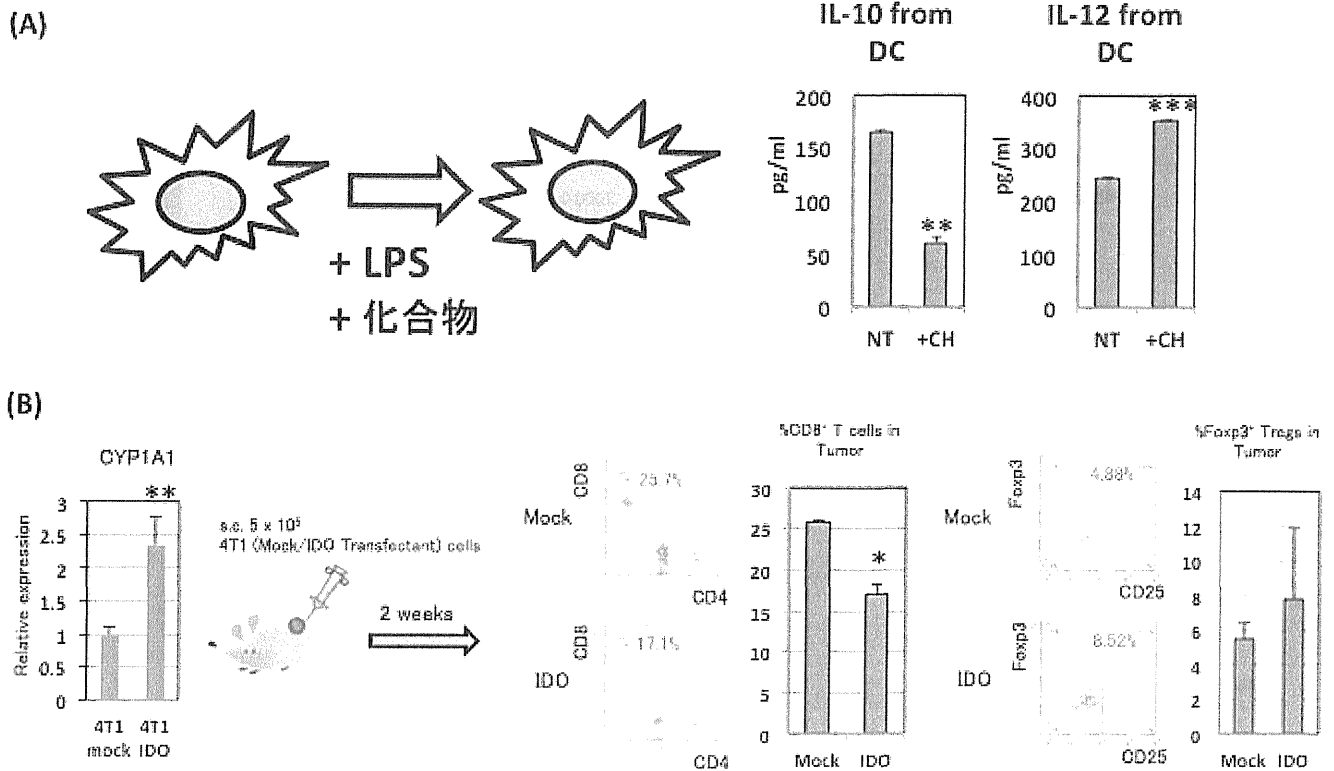 (A)
+ LPS
+ 化合物
IL-10 from
DC
pg/ml
200
150
100
50
0
**
NT +CH
IL-12 from
DC
pg/ml
400
300
200
100
0
***
NT +CH
(B)
CYP1A1
Relative expression
3
2.5
2
1.5
1
0.5
0
**
4T1 4T1
mock IDO
s.c. 5 x 10⁵
4T1 (Mock/IDO Transfectant) cells
2 weeks
Mock
CD8
25.7%
CD4
IDO
CD8
17.1%
CD4
%CD8⁺ T cells in
Tumor
30
25
20
15
10
5
0
*
Mock IDO
Mock
Foxp3
4.88%
CD25
IDO
Foxp3
8.52%
CD25
%Foxp3⁺ Tregs in
Tumor
14
12
10
8
6
4
2
0
Mock IDO